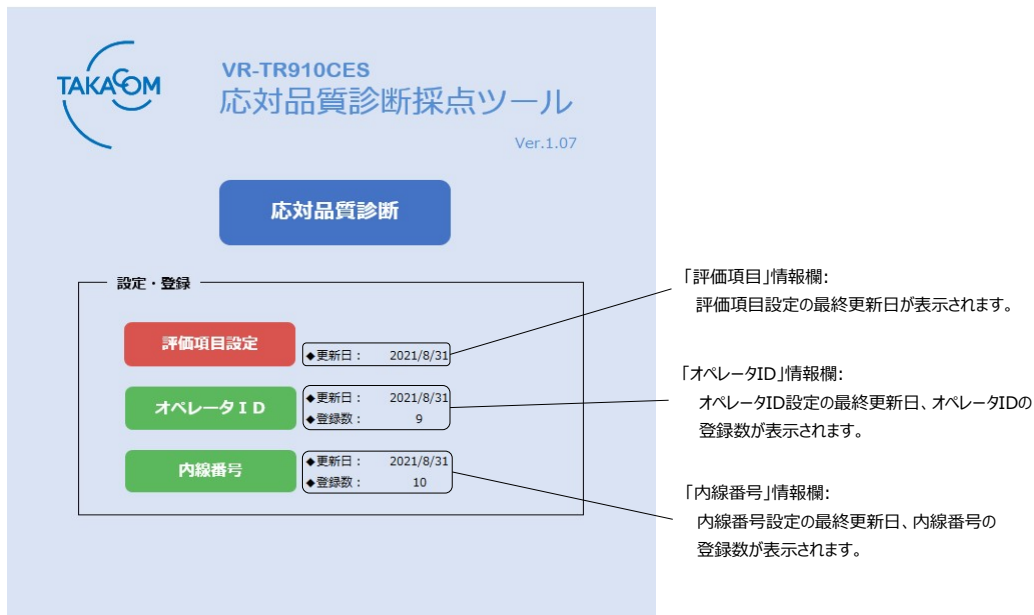 TAKACOM
VR-TR910CES
応対品質診断採点ツール
Ver.1.07
応対品質診断
設定・登録
評価項目設定
◆更新日： 2021/8/31
オペレータＩＤ
◆更新日： 2021/8/31
◆登録数： 9
内線番号
◆更新日： 2021/8/31
◆登録数： 10
「評価項目」情報欄:
評価項目設定の最終更新日が表示されます。
「オペレータID」情報欄:
オペレータID設定の最終更新日、オペレータIDの
登録数が表示されます。
「内線番号」情報欄:
内線番号設定の最終更新日、内線番号の
登録数が表示されます。